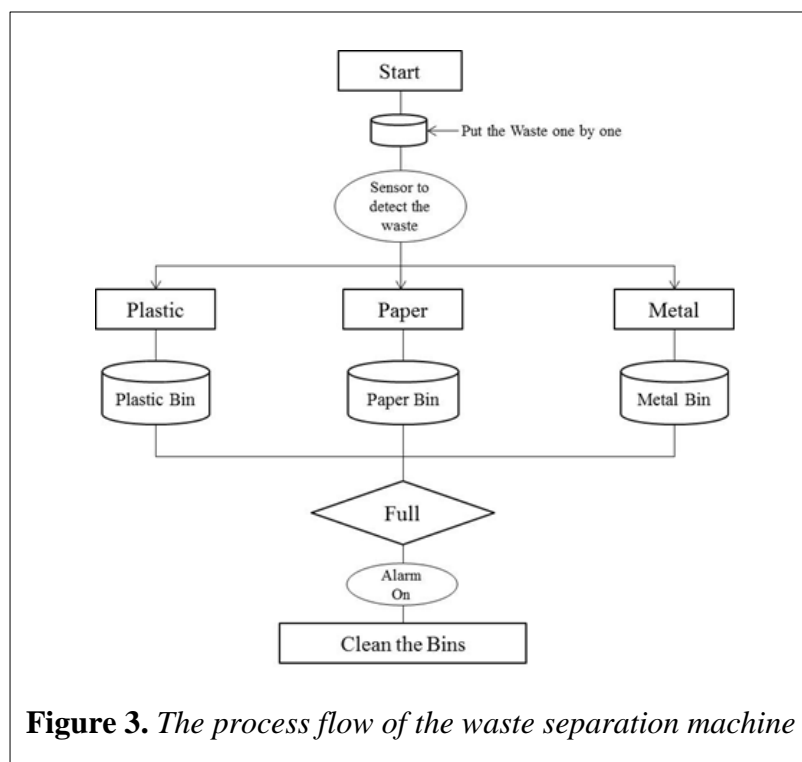 Start
Put the Waste one by one
Sensor to
detect the
waste
Plastic
Paper
Metal
Plastic Bin
Paper Bin
Metal Bin
Full
Alarm
On
Clean the Bins
Figure 3. The process flow of the waste separation machine